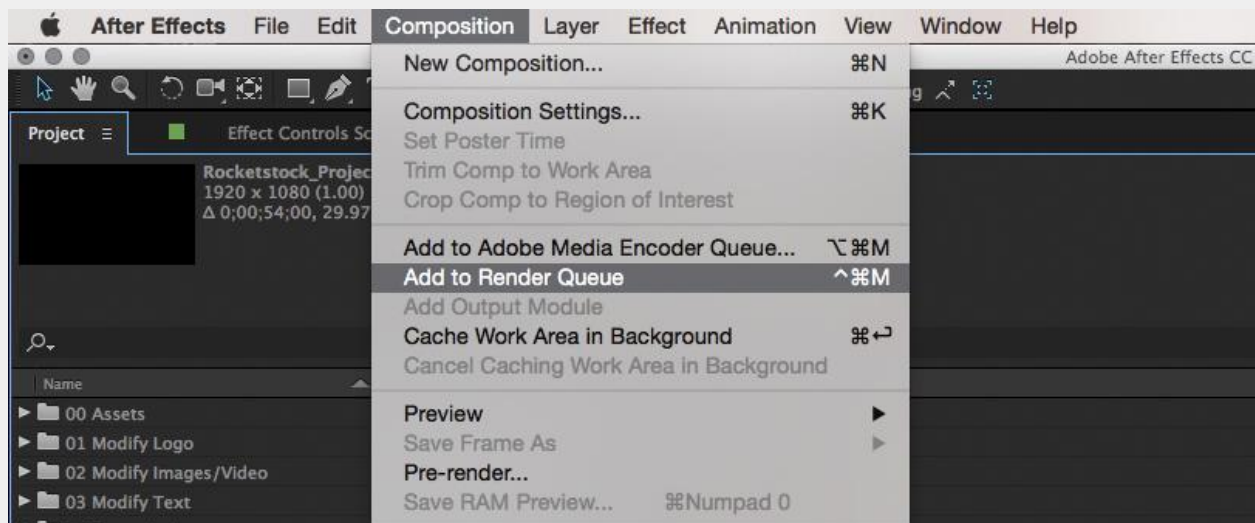 After Effects File Edit Composition Layer Effect Animation View Window Help
Adobe After Effects CC
Project Effect Controls
Rocketstock_Projec
1920 x 1080 (1.00)
Δ 0;00;54;00, 29.97
Name
00 Assets
01 Modify Logo
02 Modify Images/Video
03 Modify Text
New Composition... ⌘N
Composition Settings... ⌘K
Set Poster Time
Trim Comp to Work Area
Crop Comp to Region of Interest
Add to Adobe Media Encoder Queue... ⌥⌘M
Add to Render Queue ^⌘M
Add Output Module
Cache Work Area in Background ⌘↩
Cancel Caching Work Area in Background
Preview
Save Frame As
Pre-render...
Save RAM Preview... ⌘Numpad 0